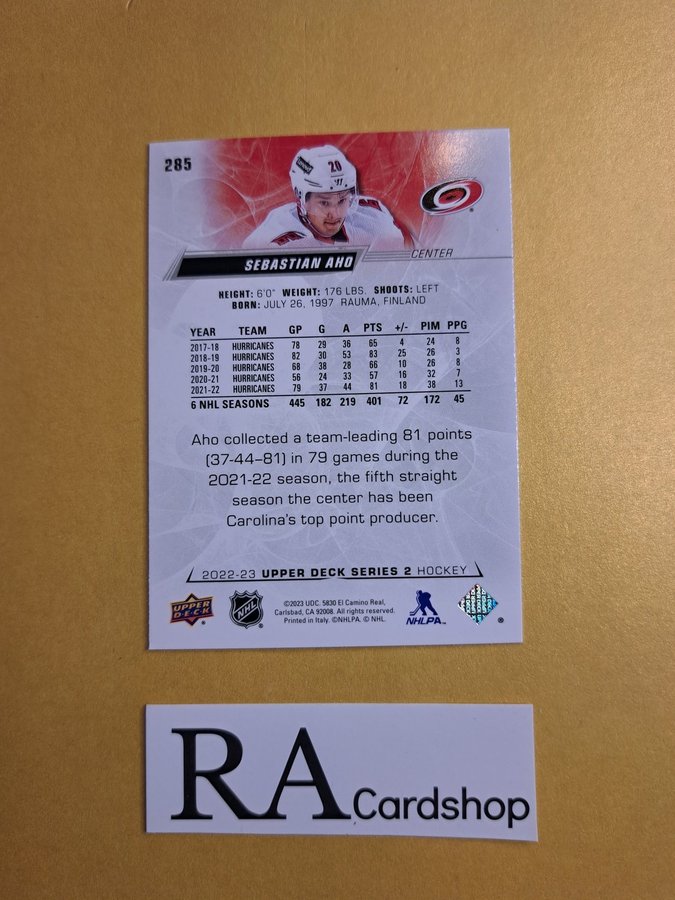 285
20
SEBASTIAN AHO
CENTER
HEIGHT: 6'0" WEIGHT: 176 LBS. SHOOTS: LEFT
BORN: JULY 26, 1997 RAUMA, FINLAND
YEAR TEAM GP G A PTS +/- PIM PPG
2017-18 HURRICANES 78 29 36 65 4 24 8
2018-19 HURRICANES 82 30 53 83 25 26 3
2019-20 HURRICANES 68 38 28 66 10 26 8
2020-21 HURRICANES 56 24 33 57 16 32 7
2021-22 HURRICANES 79 37 44 81 18 38 13
6 NHL SEASONS 445 182 219 401 72 172 45
Aho collected a team-leading 81 points
(37-44–81) in 79 games during the
2021-22 season, the fifth straight
season the center has been
Carolina's top point producer.
2022-23 UPPER DECK SERIES 2 HOCKEY
UPPER DECK
NHL
©2023 UDC. 5830 El Camino Real,
Carlsbad, CA 92008. All rights reserved.
Printed in Italy. ©NHLPA. © NHL.
NHLPA
RA Cardshop